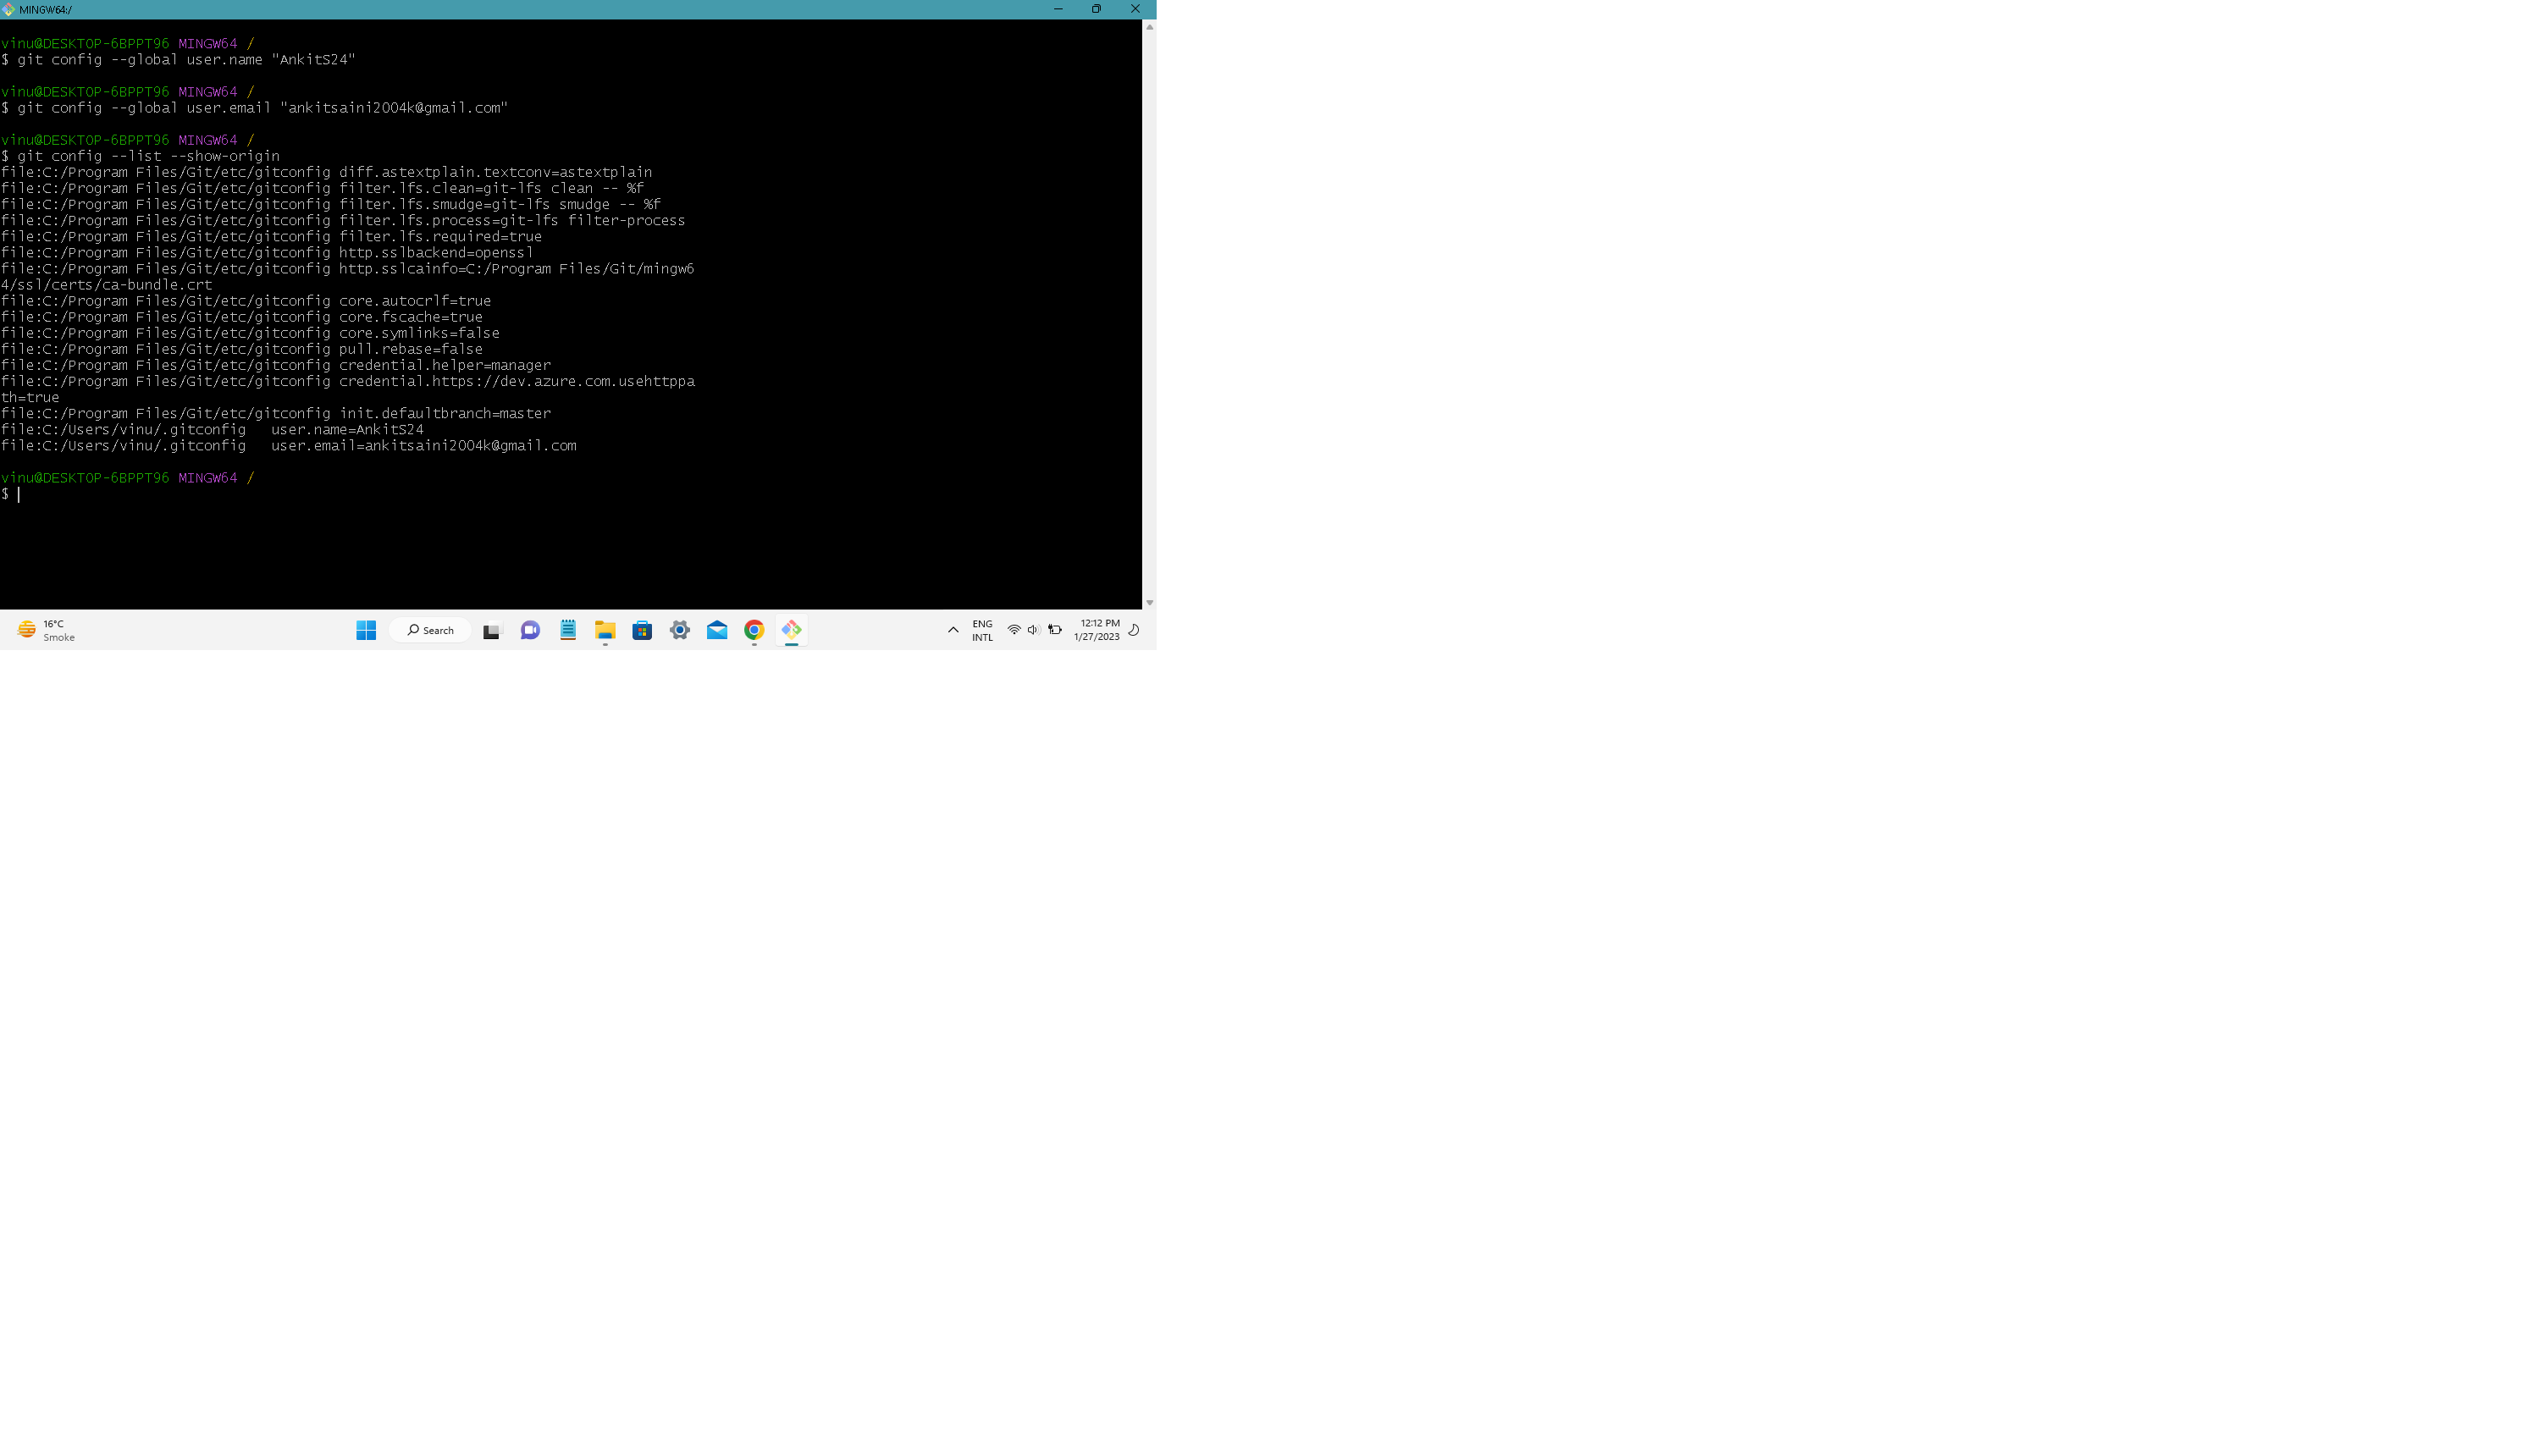 MINGW64:/
vinu@DESKTOP-6BPPT96 MINGW64 /
$ git config --global user.name "AnkitS24"
vinu@DESKTOP-6BPPT96 MINGW64 /
$ git config --global user.email "ankitsaini2004k@gmail.com"
vinu@DESKTOP-6BPPT96 MINGW64 /
$ git config --list --show-origin
file:C:/Program Files/Git/etc/gitconfig diff.astextplain.textconv=astextplain
file:C:/Program Files/Git/etc/gitconfig filter.lfs.clean=git-lfs clean -- %f
file:C:/Program Files/Git/etc/gitconfig filter.lfs.smudge=git-lfs smudge -- %f
file:C:/Program Files/Git/etc/gitconfig filter.lfs.process=git-lfs filter-process
file:C:/Program Files/Git/etc/gitconfig filter.lfs.required=true
file:C:/Program Files/Git/etc/gitconfig http.sslbackend=openssl
file:C:/Program Files/Git/etc/gitconfig http.sslcainfo=C:/Program Files/Git/mingw6
4/ssl/certs/ca-bundle.crt
file:C:/Program Files/Git/etc/gitconfig core.autocrlf=true
file:C:/Program Files/Git/etc/gitconfig core.fscache=true
file:C:/Program Files/Git/etc/gitconfig core.symlinks=false
file:C:/Program Files/Git/etc/gitconfig pull.rebase=false
file:C:/Program Files/Git/etc/gitconfig credential.helper=manager
file:C:/Program Files/Git/etc/gitconfig credential.https://dev.azure.com.usehttppa
th=true
file:C:/Program Files/Git/etc/gitconfig init.defaultbranch=master
file:C:/Users/vinu/.gitconfig   user.name=AnkitS24
file:C:/Users/vinu/.gitconfig   user.email=ankitsaini2004k@gmail.com
vinu@DESKTOP-6BPPT96 MINGW64 /
$
16°C
Smoke
Search
ENG
INTL
12:12 PM
1/27/2023